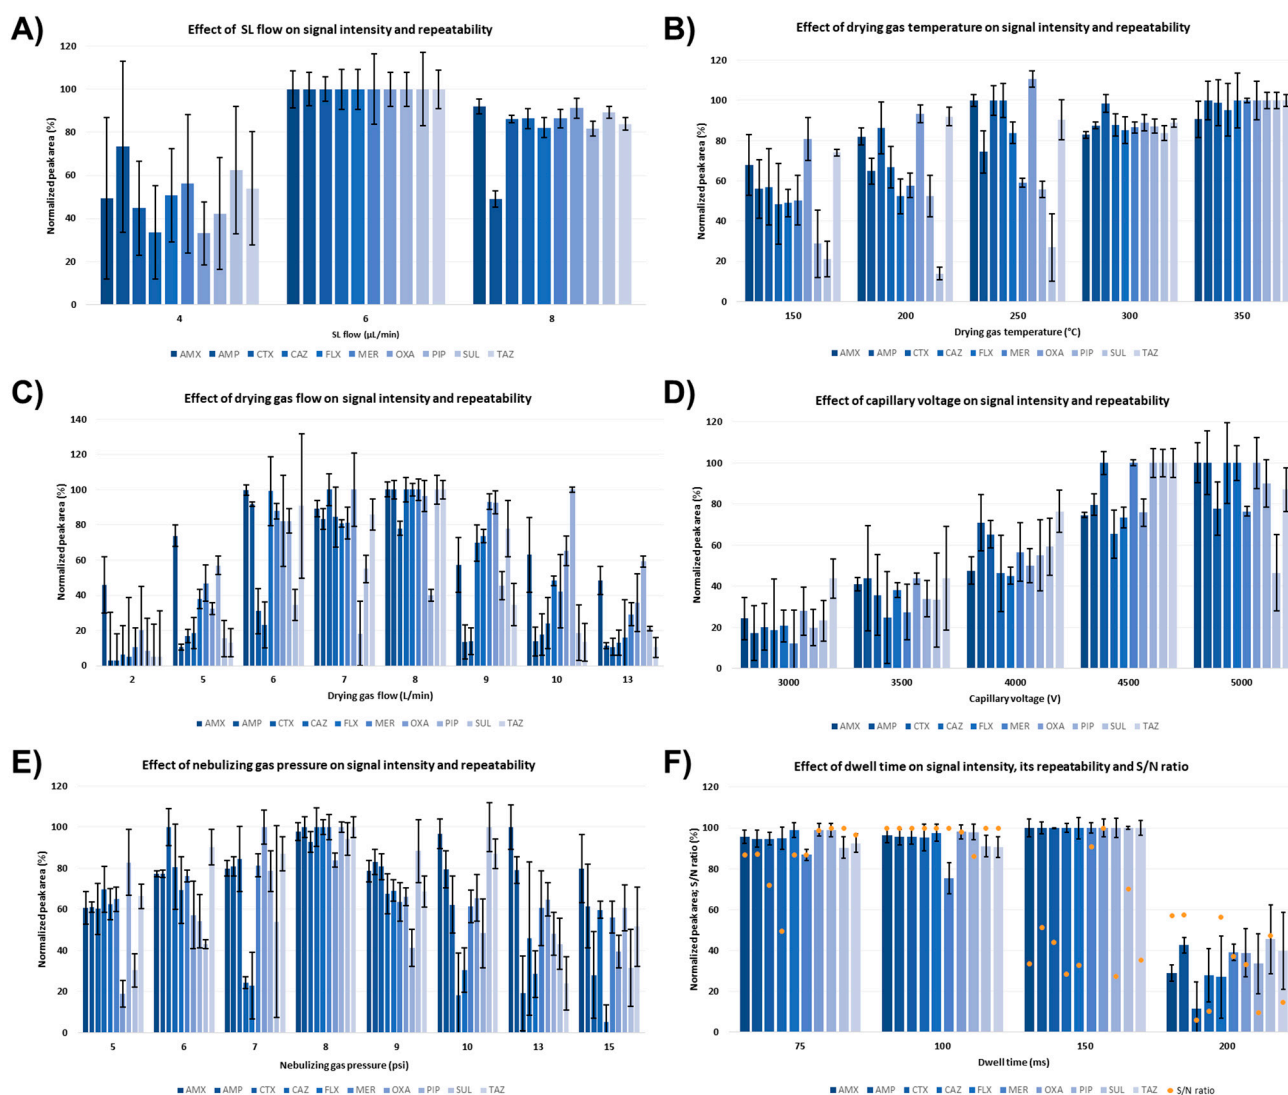 A)
Effect of SL flow on signal intensity and repeatability
Normalized peak area (%)
120
100
80
60
40
20
0
4 6 8
SL flow (µL/min)
AMX AMP CTX CAZ FLX MER OXA PIP SUL TAZ
B)
Effect of drying gas temperature on signal intensity and repeatability
Normalized peak area (%)
120
100
80
60
40
20
0
150 200 250 300 350
Drying gas temperature (°C)
AMX AMP CTX CAZ FLX MER OXA PIP SUL TAZ
C)
Effect of drying gas flow on signal intensity and repeatability
Normalized peak area (%)
140
120
100
80
60
40
20
0
2 5 6 7 8 9 10 13
Drying gas flow (L/min)
AMX AMP CTX CAZ FLX MER OXA PIP SUL TAZ
D)
Effect of capillary voltage on signal intensity and repeatability
Normalized peak area (%)
120
100
80
60
40
20
0
3000 3500 4000 4500 5000
Capillary voltage (V)
AMX AMP CTX CAZ FLX MER OXA PIP SUL TAZ
E)
Effect of nebulizing gas pressure on signal intensity and repeatability
Normalized peak area (%)
120
100
80
60
40
20
0
5 6 7 8 9 10 13 15
Nebulizing gas pressure (psi)
AMX AMP CTX CAZ FLX MER OXA PIP SUL TAZ
F)
Effect of dwell time on signal intensity, its repeatability and S/N ratio
Normalized peak area; S/N ratio (%)
120
100
80
60
40
20
0
75 100 150 200
Dwell time (ms)
AMX AMP CTX CAZ FLX MER OXA PIP SUL TAZ S/N ratio